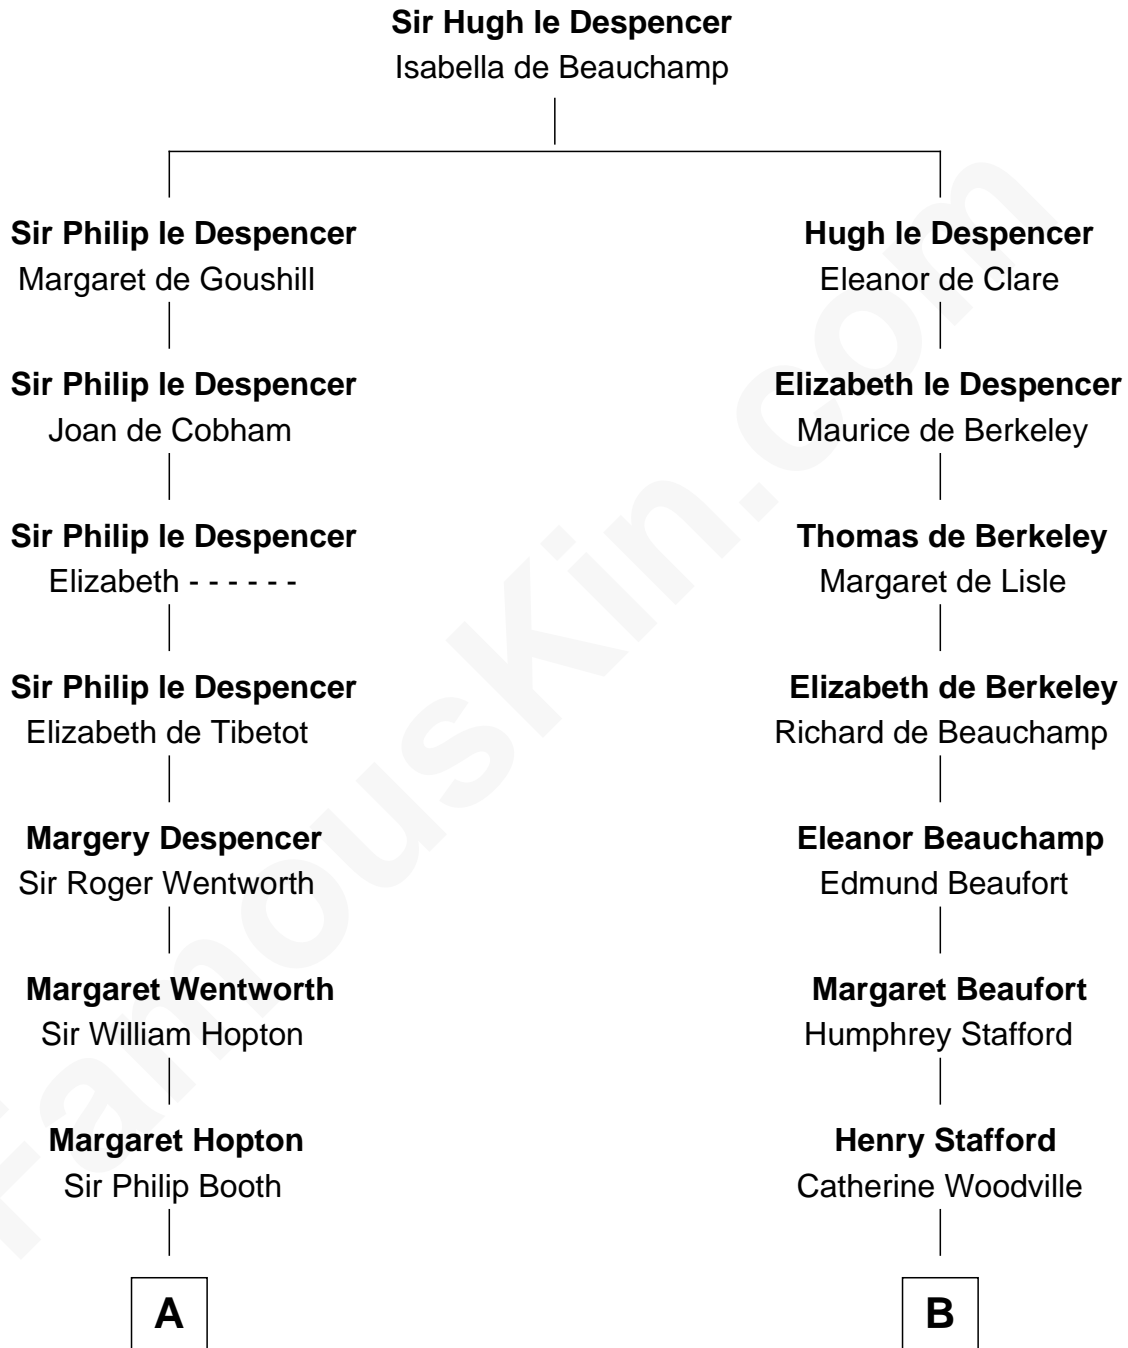 Sir Hugh le Despencer
Isabella de Beauchamp
Sir Philip le Despencer
Margaret de Goushill
Hugh le Despencer
Eleanor de Clare
Sir Philip le Despencer
Joan de Cobham
Elizabeth le Despencer
Maurice de Berkeley
Sir Philip le Despencer
Elizabeth - - - - - -
Thomas de Berkeley
Margaret de Lisle
Sir Philip le Despencer
Elizabeth de Tibetot
Elizabeth de Berkeley
Richard de Beauchamp
Margery Despencer
Sir Roger Wentworth
Eleanor Beauchamp
Edmund Beaufort
Margaret Wentworth
Sir William Hopton
Margaret Beaufort
Humphrey Stafford
Margaret Hopton
Sir Philip Booth
Henry Stafford
Catherine Woodville
A
B
FamousKin.com